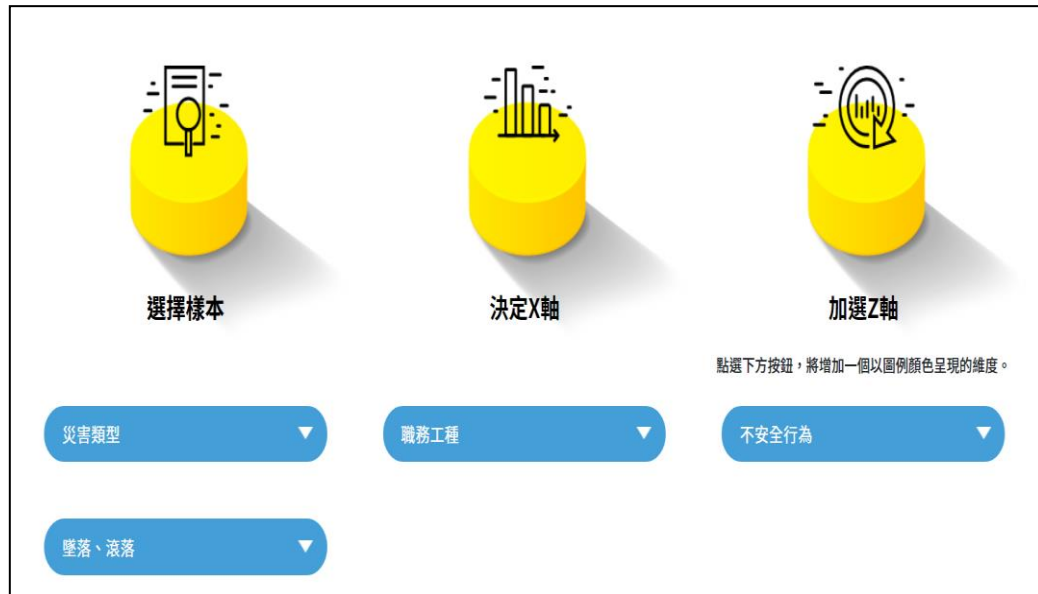 選擇樣本
決定X軸
加選Z軸
點選下方按鈕，將增加一個以圖例顏色呈現的維度。
災害類型
職務工種
不安全行為
墜落、滾落